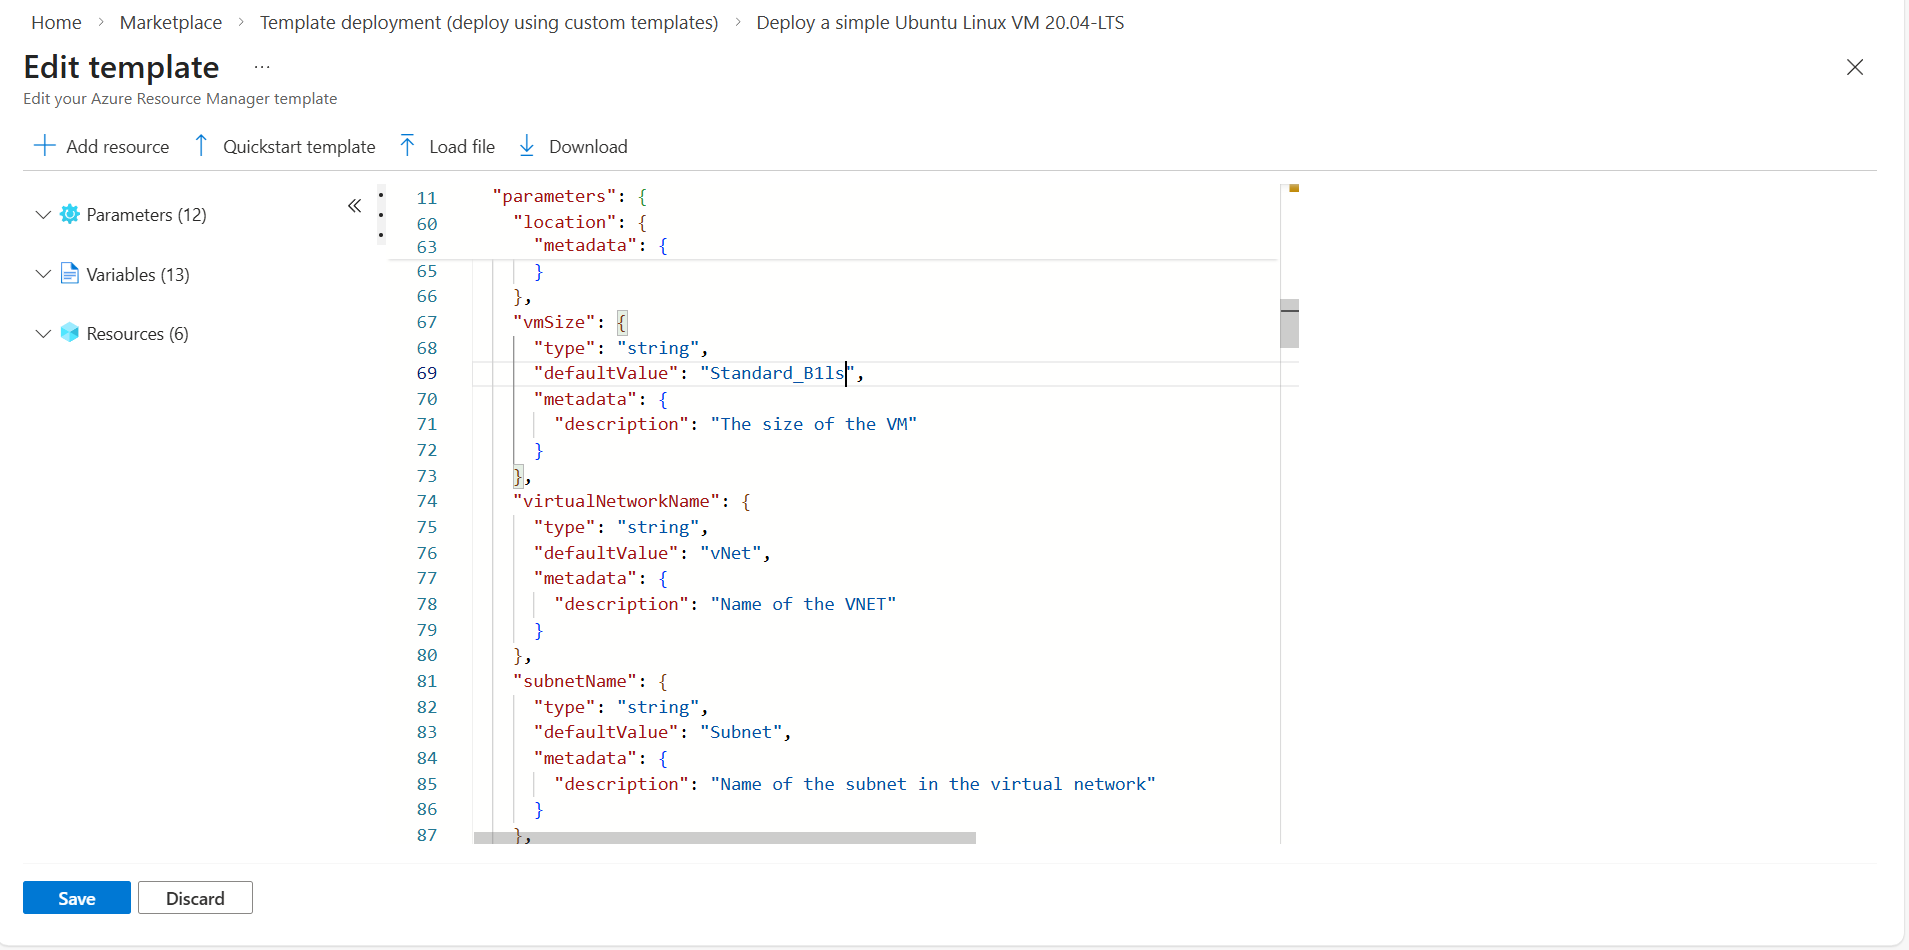 Home > Marketplace > Template deployment (deploy using custom templates) > Deploy a simple Ubuntu Linux VM 20.04-LTS
Edit template ...
Edit your Azure Resource Manager template
Add resource Quickstart template Load file Download
Parameters (12)
Variables (13)
Resources (6)
11 "parameters": {
60 "location": {
63 "metadata": {
65 }
66 },
67 "vmSize": {
68 "type": "string",
69 "defaultValue": "Standard_B1ls",
70 "metadata": {
71 "description": "The size of the VM"
72 }
73 },
74 "virtualNetworkName": {
75 "type": "string",
76 "defaultValue": "vNet",
77 "metadata": {
78 "description": "Name of the VNET"
79 }
80 },
81 "subnetName": {
82 "type": "string",
83 "defaultValue": "Subnet",
84 "metadata": {
85 "description": "Name of the subnet in the virtual network"
86 }
87 },
Save Discard